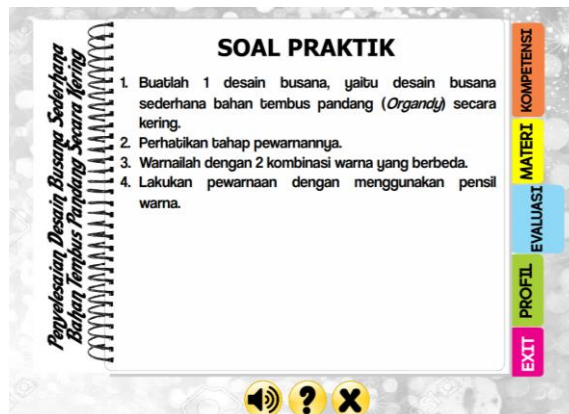 Penyelesaian Desain Busana Sederhana
Bahan Tembus Pandang Secara Kering
SOAL PRAKTIK
1. Buatlah 1 desain busana, yaitu desain busana
sederhana bahan tembus pandang (Organdy) secara
kering.
2. Perhatikan tahap pewarnannya.
3. Warnailah dengan 2 kombinasi warna yang berbeda.
4. Lakukan pewarnaan dengan menggunakan pensil
warna.
KOMPETENSI
MATERI
EVALUASI
PROFIL
EXIT
?
X